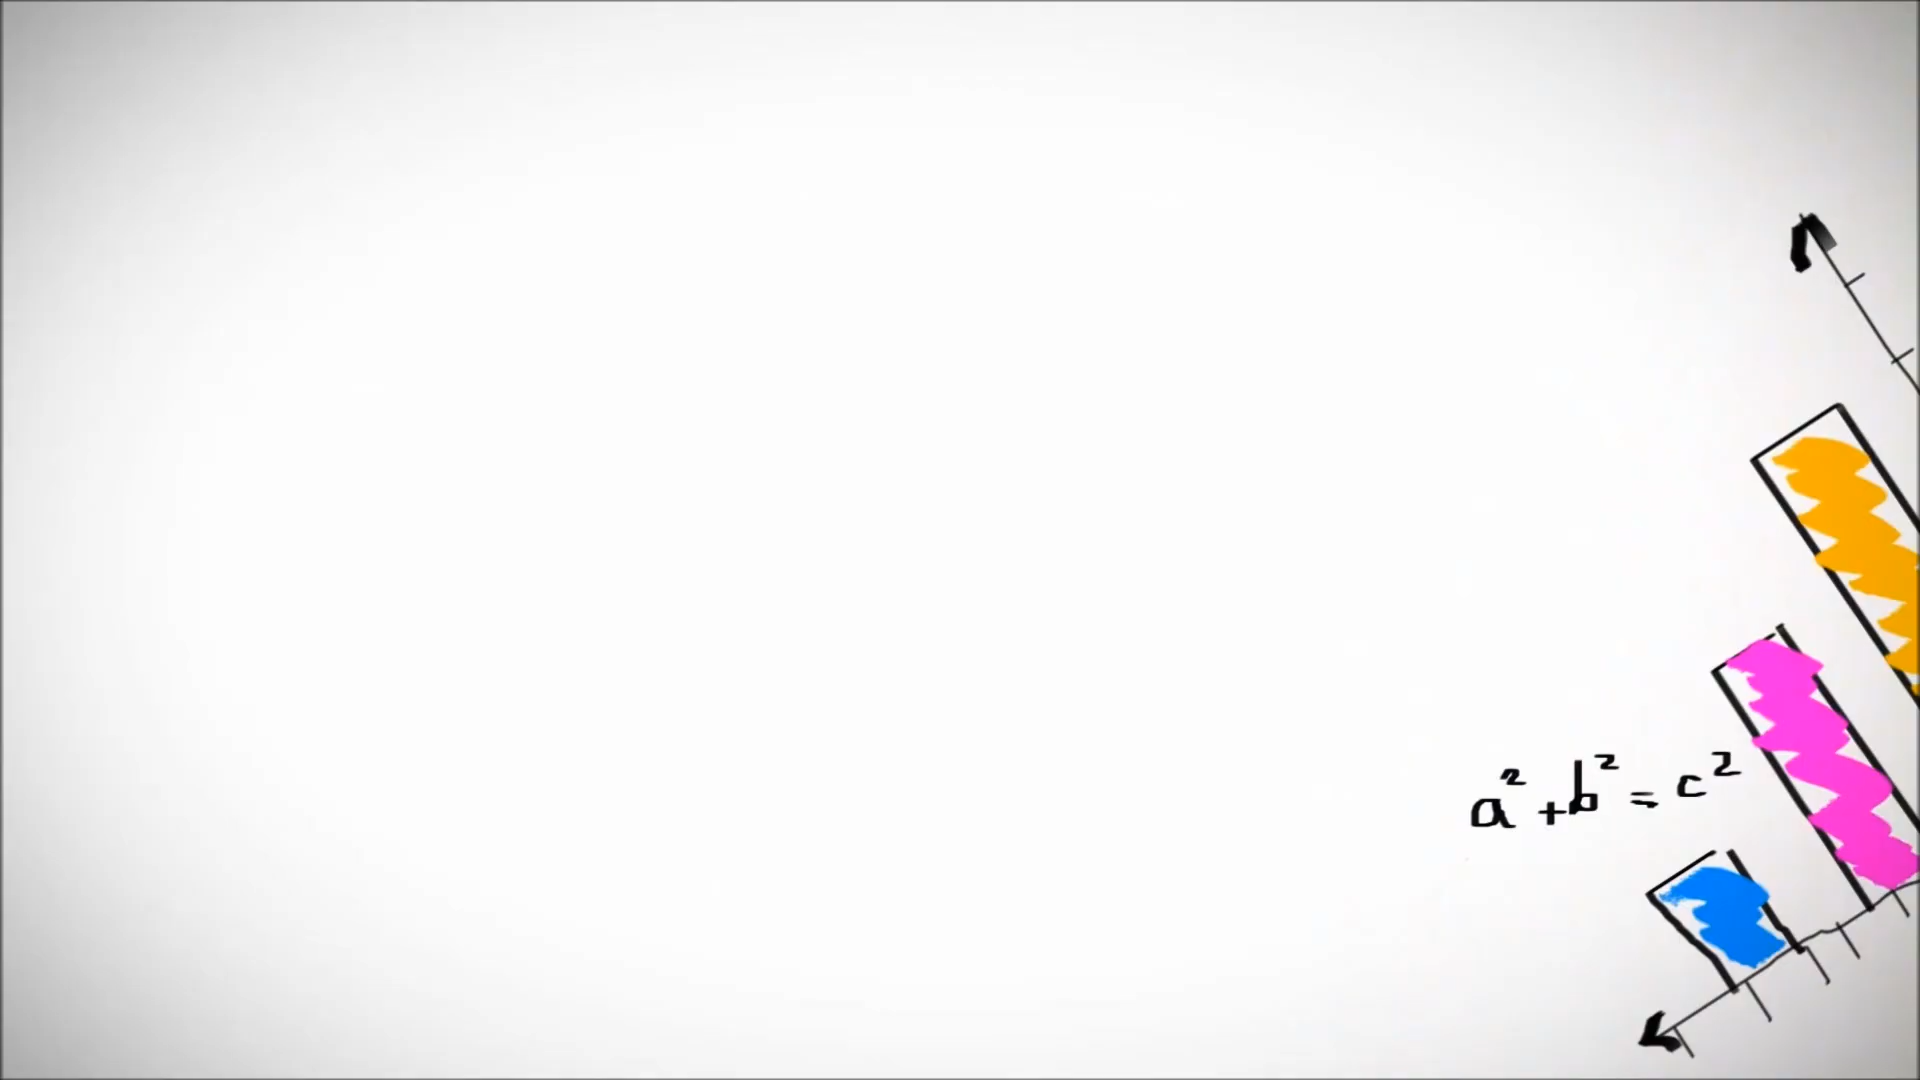 a² + b² = c²